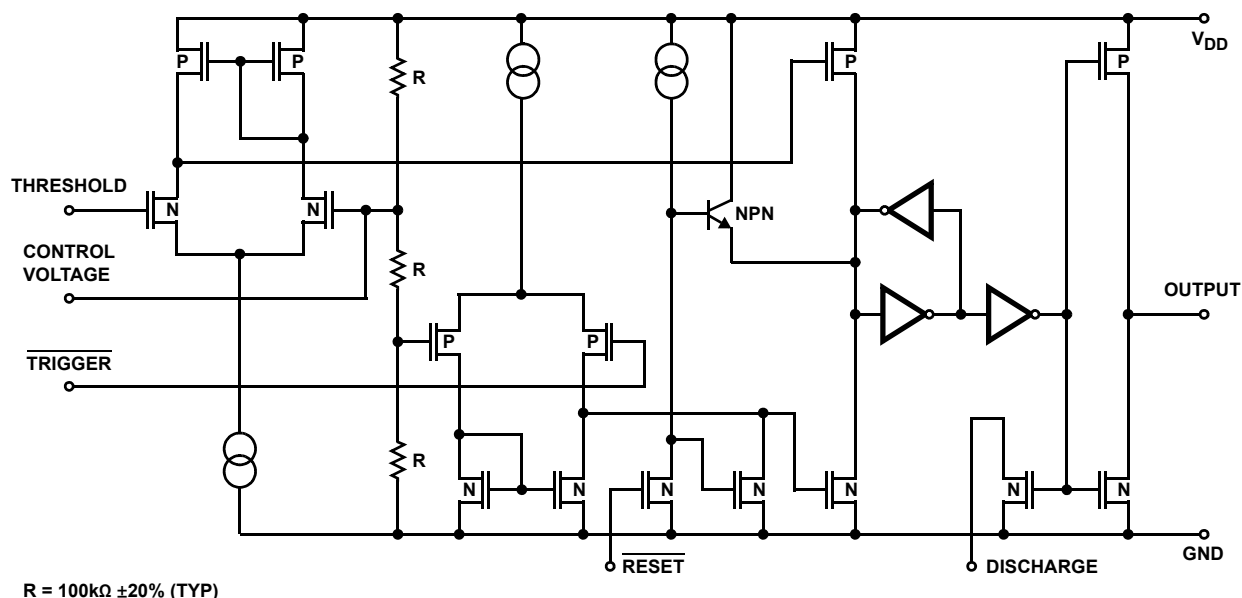 VDD
P
P
R
P
P
THRESHOLD
N
N
NPN
CONTROL
VOLTAGE
R
OUTPUT
TRIGGER
P
P
R
N
N
N
N
N
N
N
GND
RESET
DISCHARGE
R = 100kΩ ±20% (TYP)